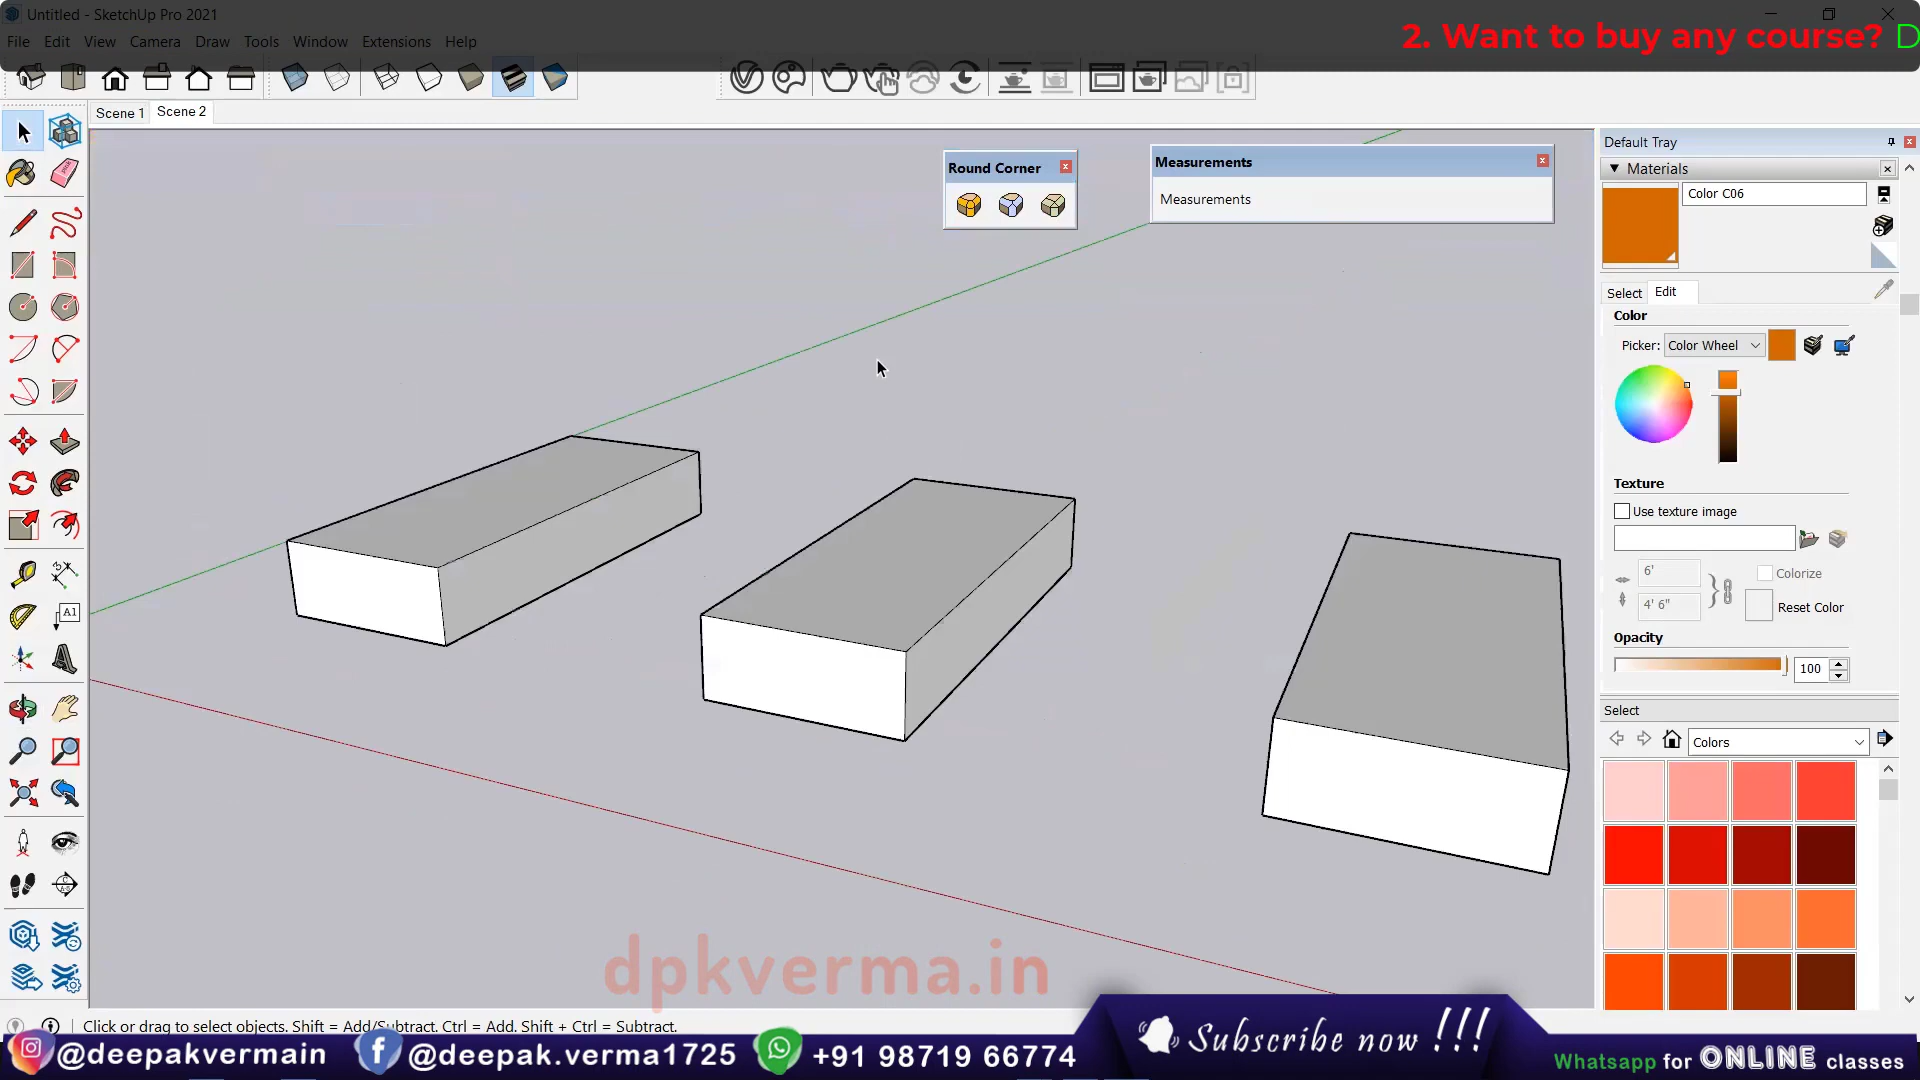 Untitled - SketchUp Pro 2021
2. Want to buy any course? D
File Edit View Camera Draw Tools Window Extensions Help
Scene 1 Scene 2
Round Corner
Measurements
Measurements
Default Tray
Materials
Color C06
Select Edit
Color
Picker: Color Wheel
Texture
Use texture image
6'
Colorize
4' 6"
Reset Color
Opacity
100
Select
Colors
A1
dpkverma.in
Click or drag to select objects. Shift = Add/Subtract. Ctrl = Add. Shift + Ctrl = Subtract.
Subscribe now !!!
@deepakvermain @deepak.verma1725 +91 98719 66774
Whatsapp for ONLINE classes